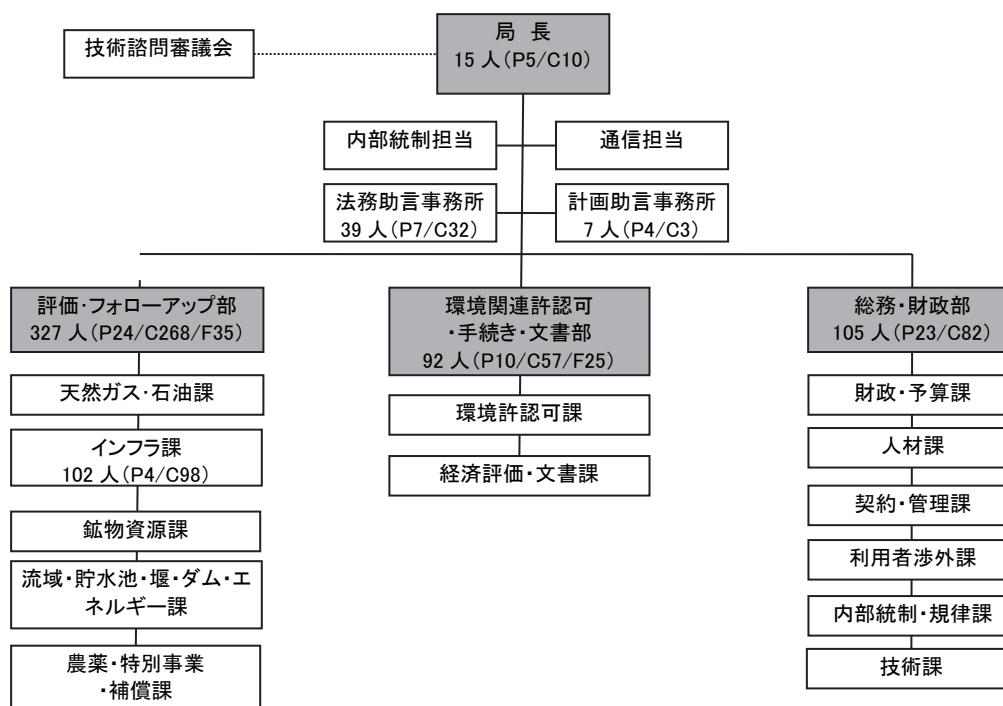 局 長
15 人(P5/C10)
技術諮問審議会
内部統制担当
通信担当
法務助言事務所
39 人(P7/C32)
計画助言事務所
7 人(P4/C3)
評価・フォローアップ部
327 人(P24/C268/F35)
天然ガス・石油課
インフラ課
102 人(P4/C98)
鉱物資源課
流域・貯水池・堰・ダム・エ
ネルギー課
農薬・特別事業
・補償課
環境関連許認可
・手続き・文書部
92 人(P10/C57/F25)
環境許認可課
経済評価・文書課
総務・財政部
105 人(P23/C82)
財政・予算課
人材課
契約・管理課
利用者渉外課
内部統制・規律課
技術課